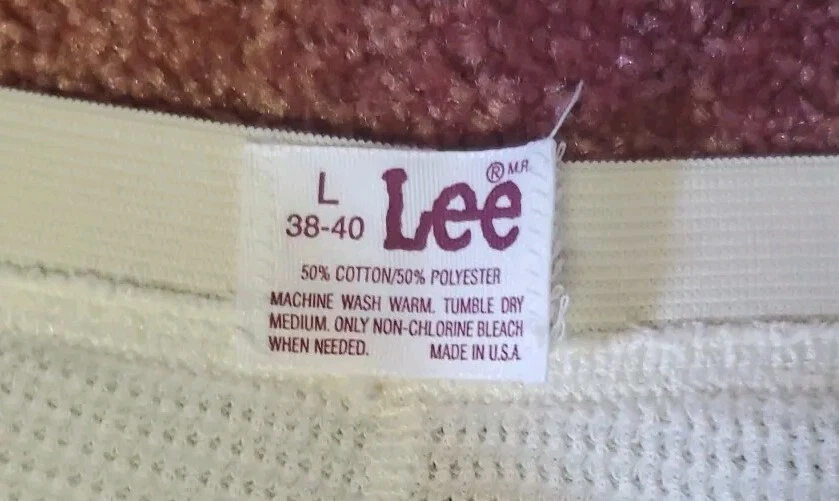 L
38-40
Lee ® M.R.
50% COTTON/50% POLYESTER
MACHINE WASH WARM. TUMBLE DRY
MEDIUM. ONLY NON-CHLORINE BLEACH
WHEN NEEDED. MADE IN U.S.A.